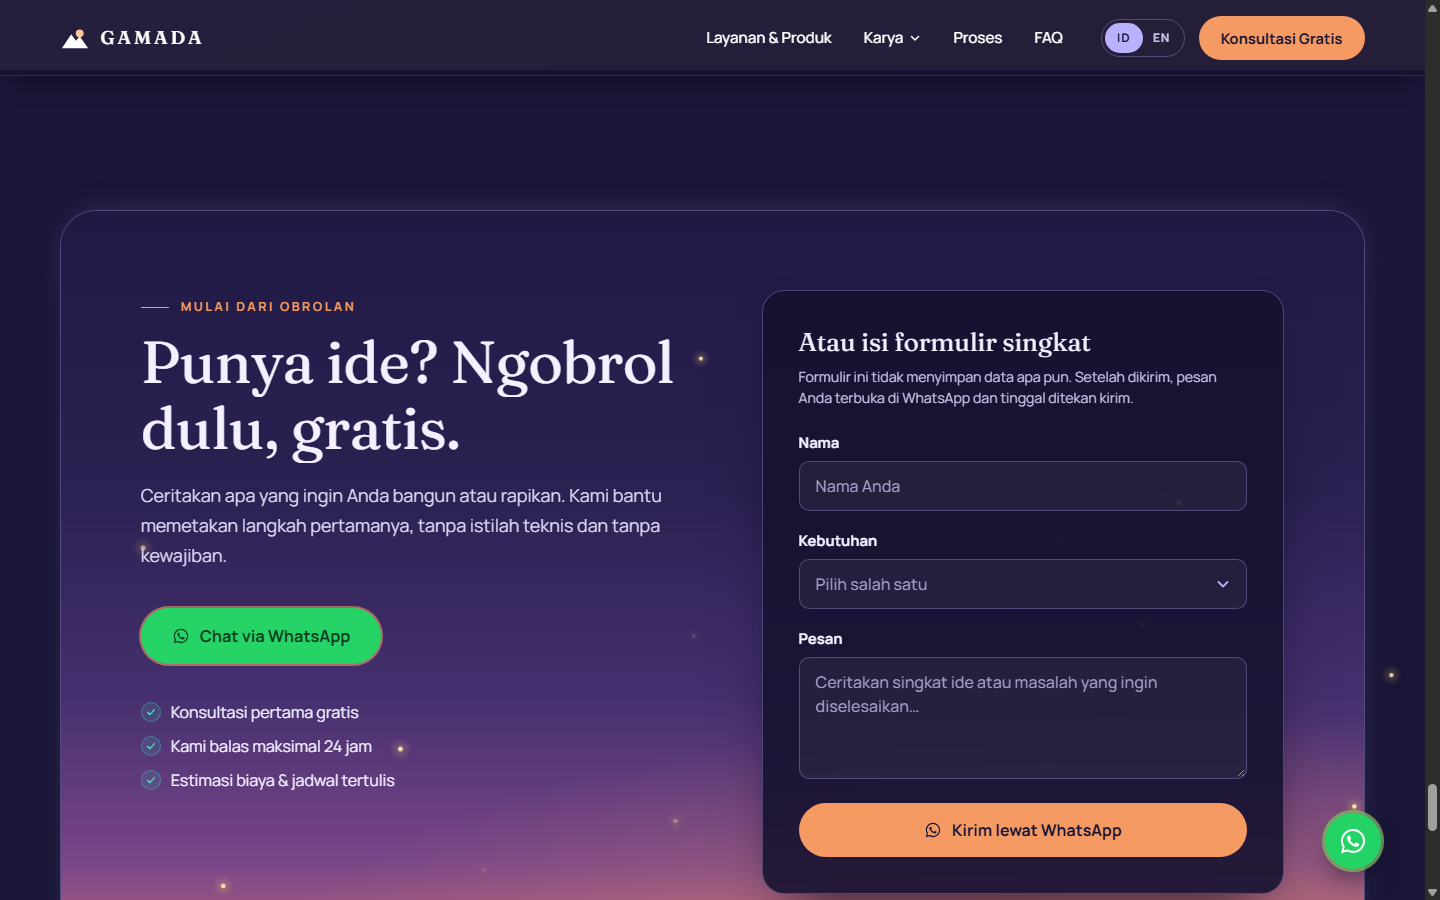 GAMADA
Layanan & Produk
Karya
Proses
FAQ
ID
EN
Konsultasi Gratis
MULAI DARI OBROLAN
Punya ide? Ngobrol
dulu, gratis.
Ceritakan apa yang ingin Anda bangun atau rapikan. Kami bantu
memetakan langkah pertamanya, tanpa istilah teknis dan tanpa
kewajiban.
Chat via WhatsApp
Konsultasi pertama gratis
Kami balas maksimal 24 jam
Estimasi biaya & jadwal tertulis
Atau isi formulir singkat
Formulir ini tidak menyimpan data apa pun. Setelah dikirim, pesan
Anda terbuka di WhatsApp dan tinggal ditekan kirim.
Nama
Nama Anda
Kebutuhan
Pilih salah satu
Pesan
Ceritakan singkat ide atau masalah yang ingin
diselesaikan...
Kirim lewat WhatsApp